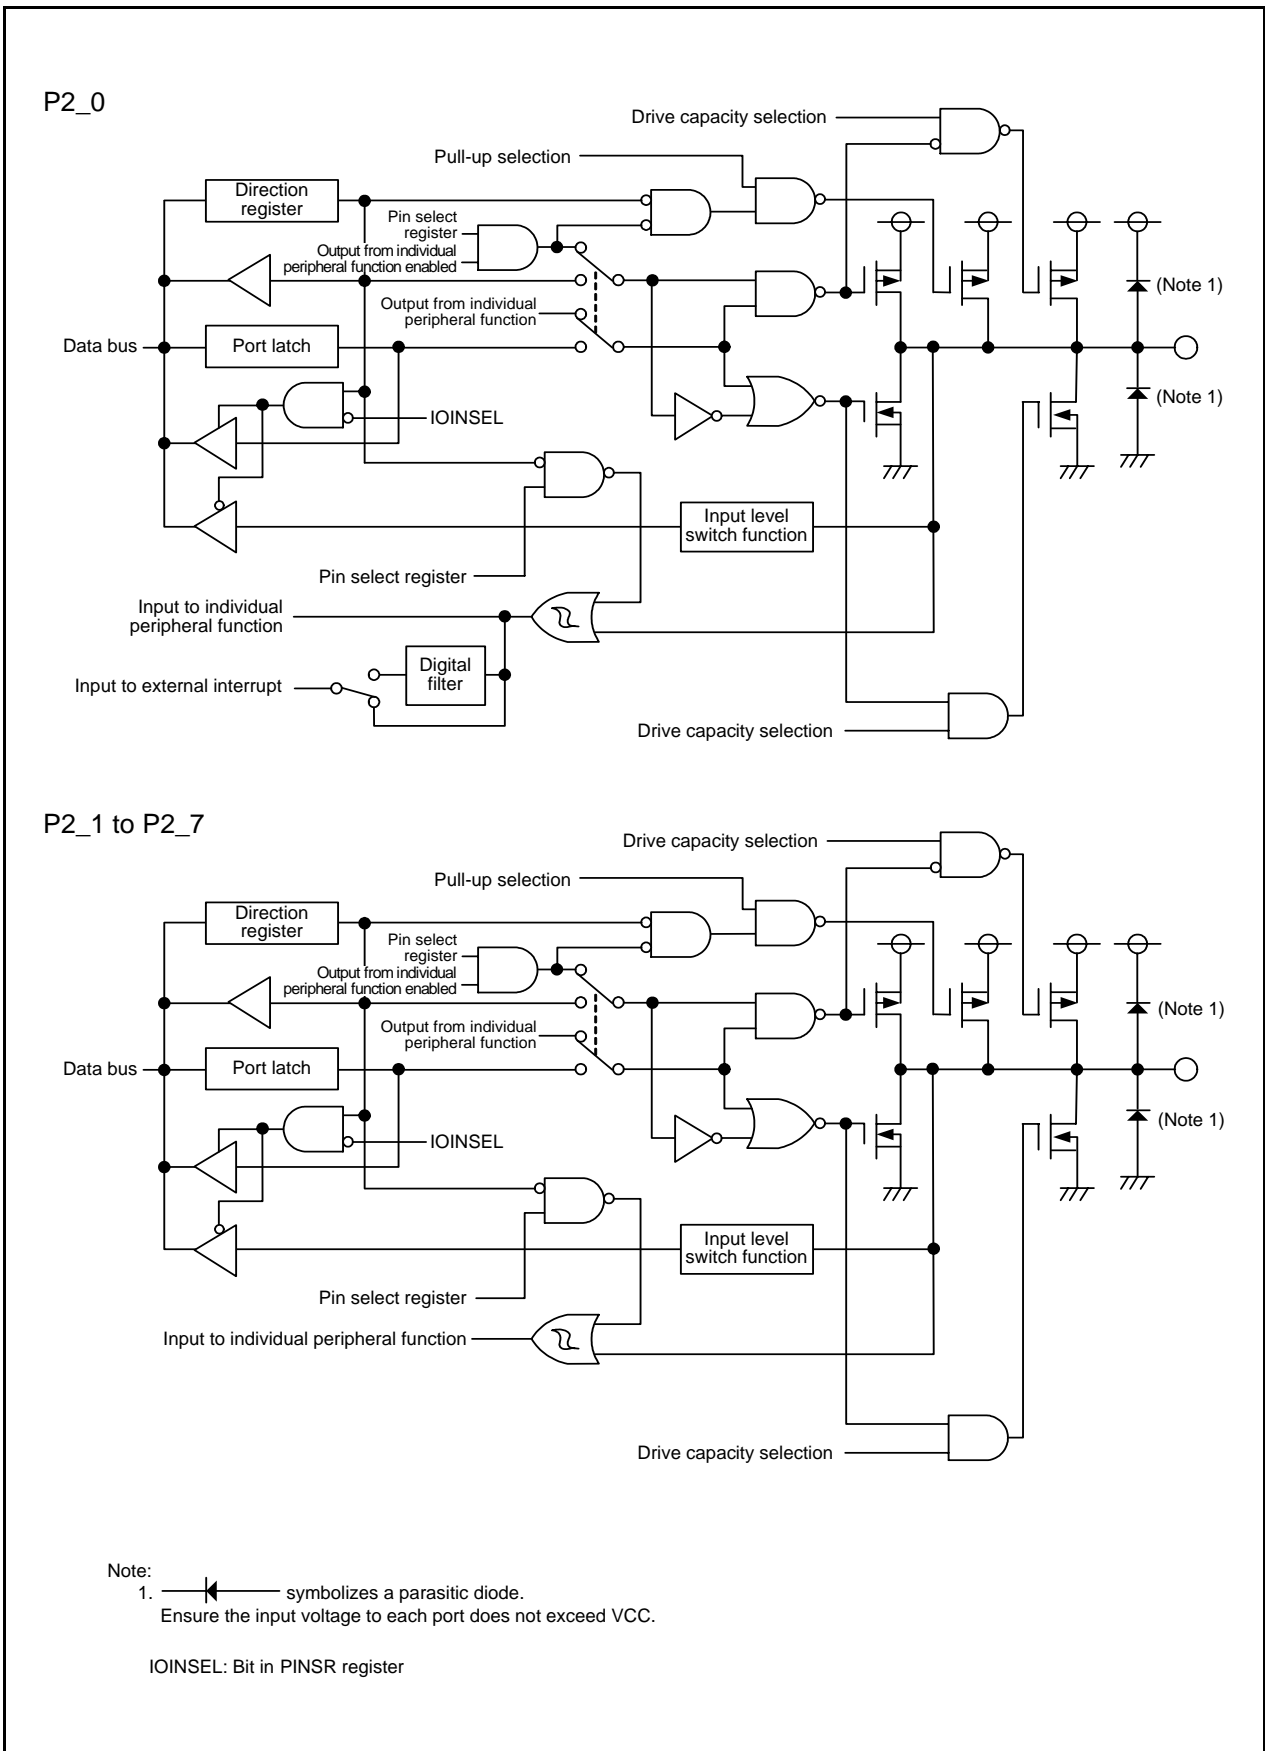 P2_0
Drive capacity selection
Pull-up selection
Direction
register
Pin select
register
Output from individual
peripheral function enabled
(Note 1)
Output from individual
peripheral function
Data bus
Port latch
(Note 1)
IOINSEL
Input level
switch function
Pin select register
Input to individual
peripheral function
Digital
filter
Input to external interrupt
Drive capacity selection
P2_1 to P2_7
Drive capacity selection
Pull-up selection
Direction
register
Pin select
register
Output from individual
peripheral function enabled
(Note 1)
Output from individual
peripheral function
Data bus
Port latch
(Note 1)
IOINSEL
Input level
switch function
Pin select register
Input to individual peripheral function
Drive capacity selection
Note:
1. symbolizes a parasitic diode.
Ensure the input voltage to each port does not exceed VCC.
IOINSEL: Bit in PINSR register